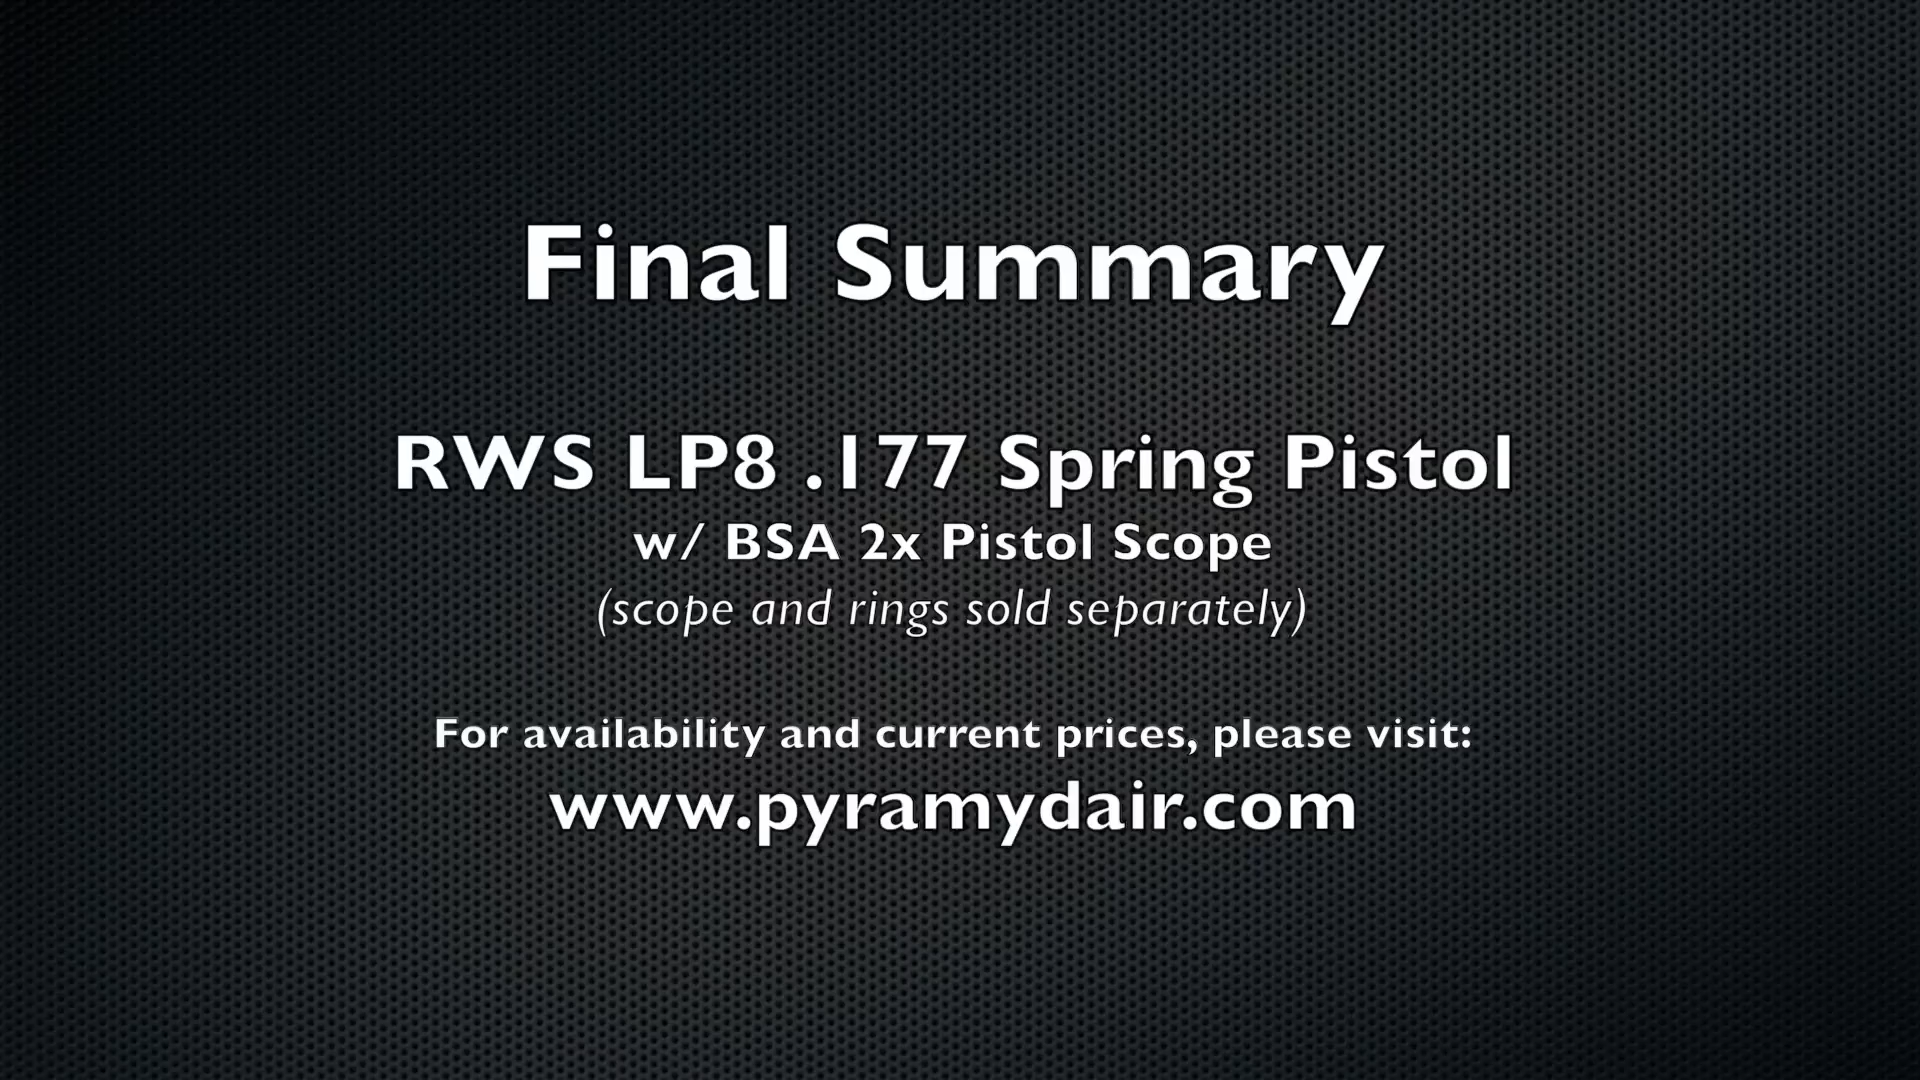 Final Summary
RWS LP8 .177 Spring Pistol
w/ BSA 2x Pistol Scope
(scope and rings sold separately)
For availability and current prices, please visit:
www.pyramydair.com